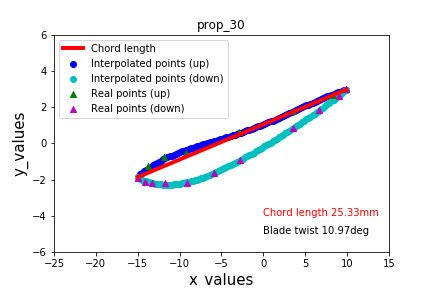 prop_30
Chord length
Interpolated points (up)
Interpolated points (down)
Real points (up)
Real points (down)
6
4
2
0
−2
−4
−6
y_values
Chord length 25.33mm
Blade twist 10.97deg
−25
−20
−15
−10
−5
0
5
10
15
x_values